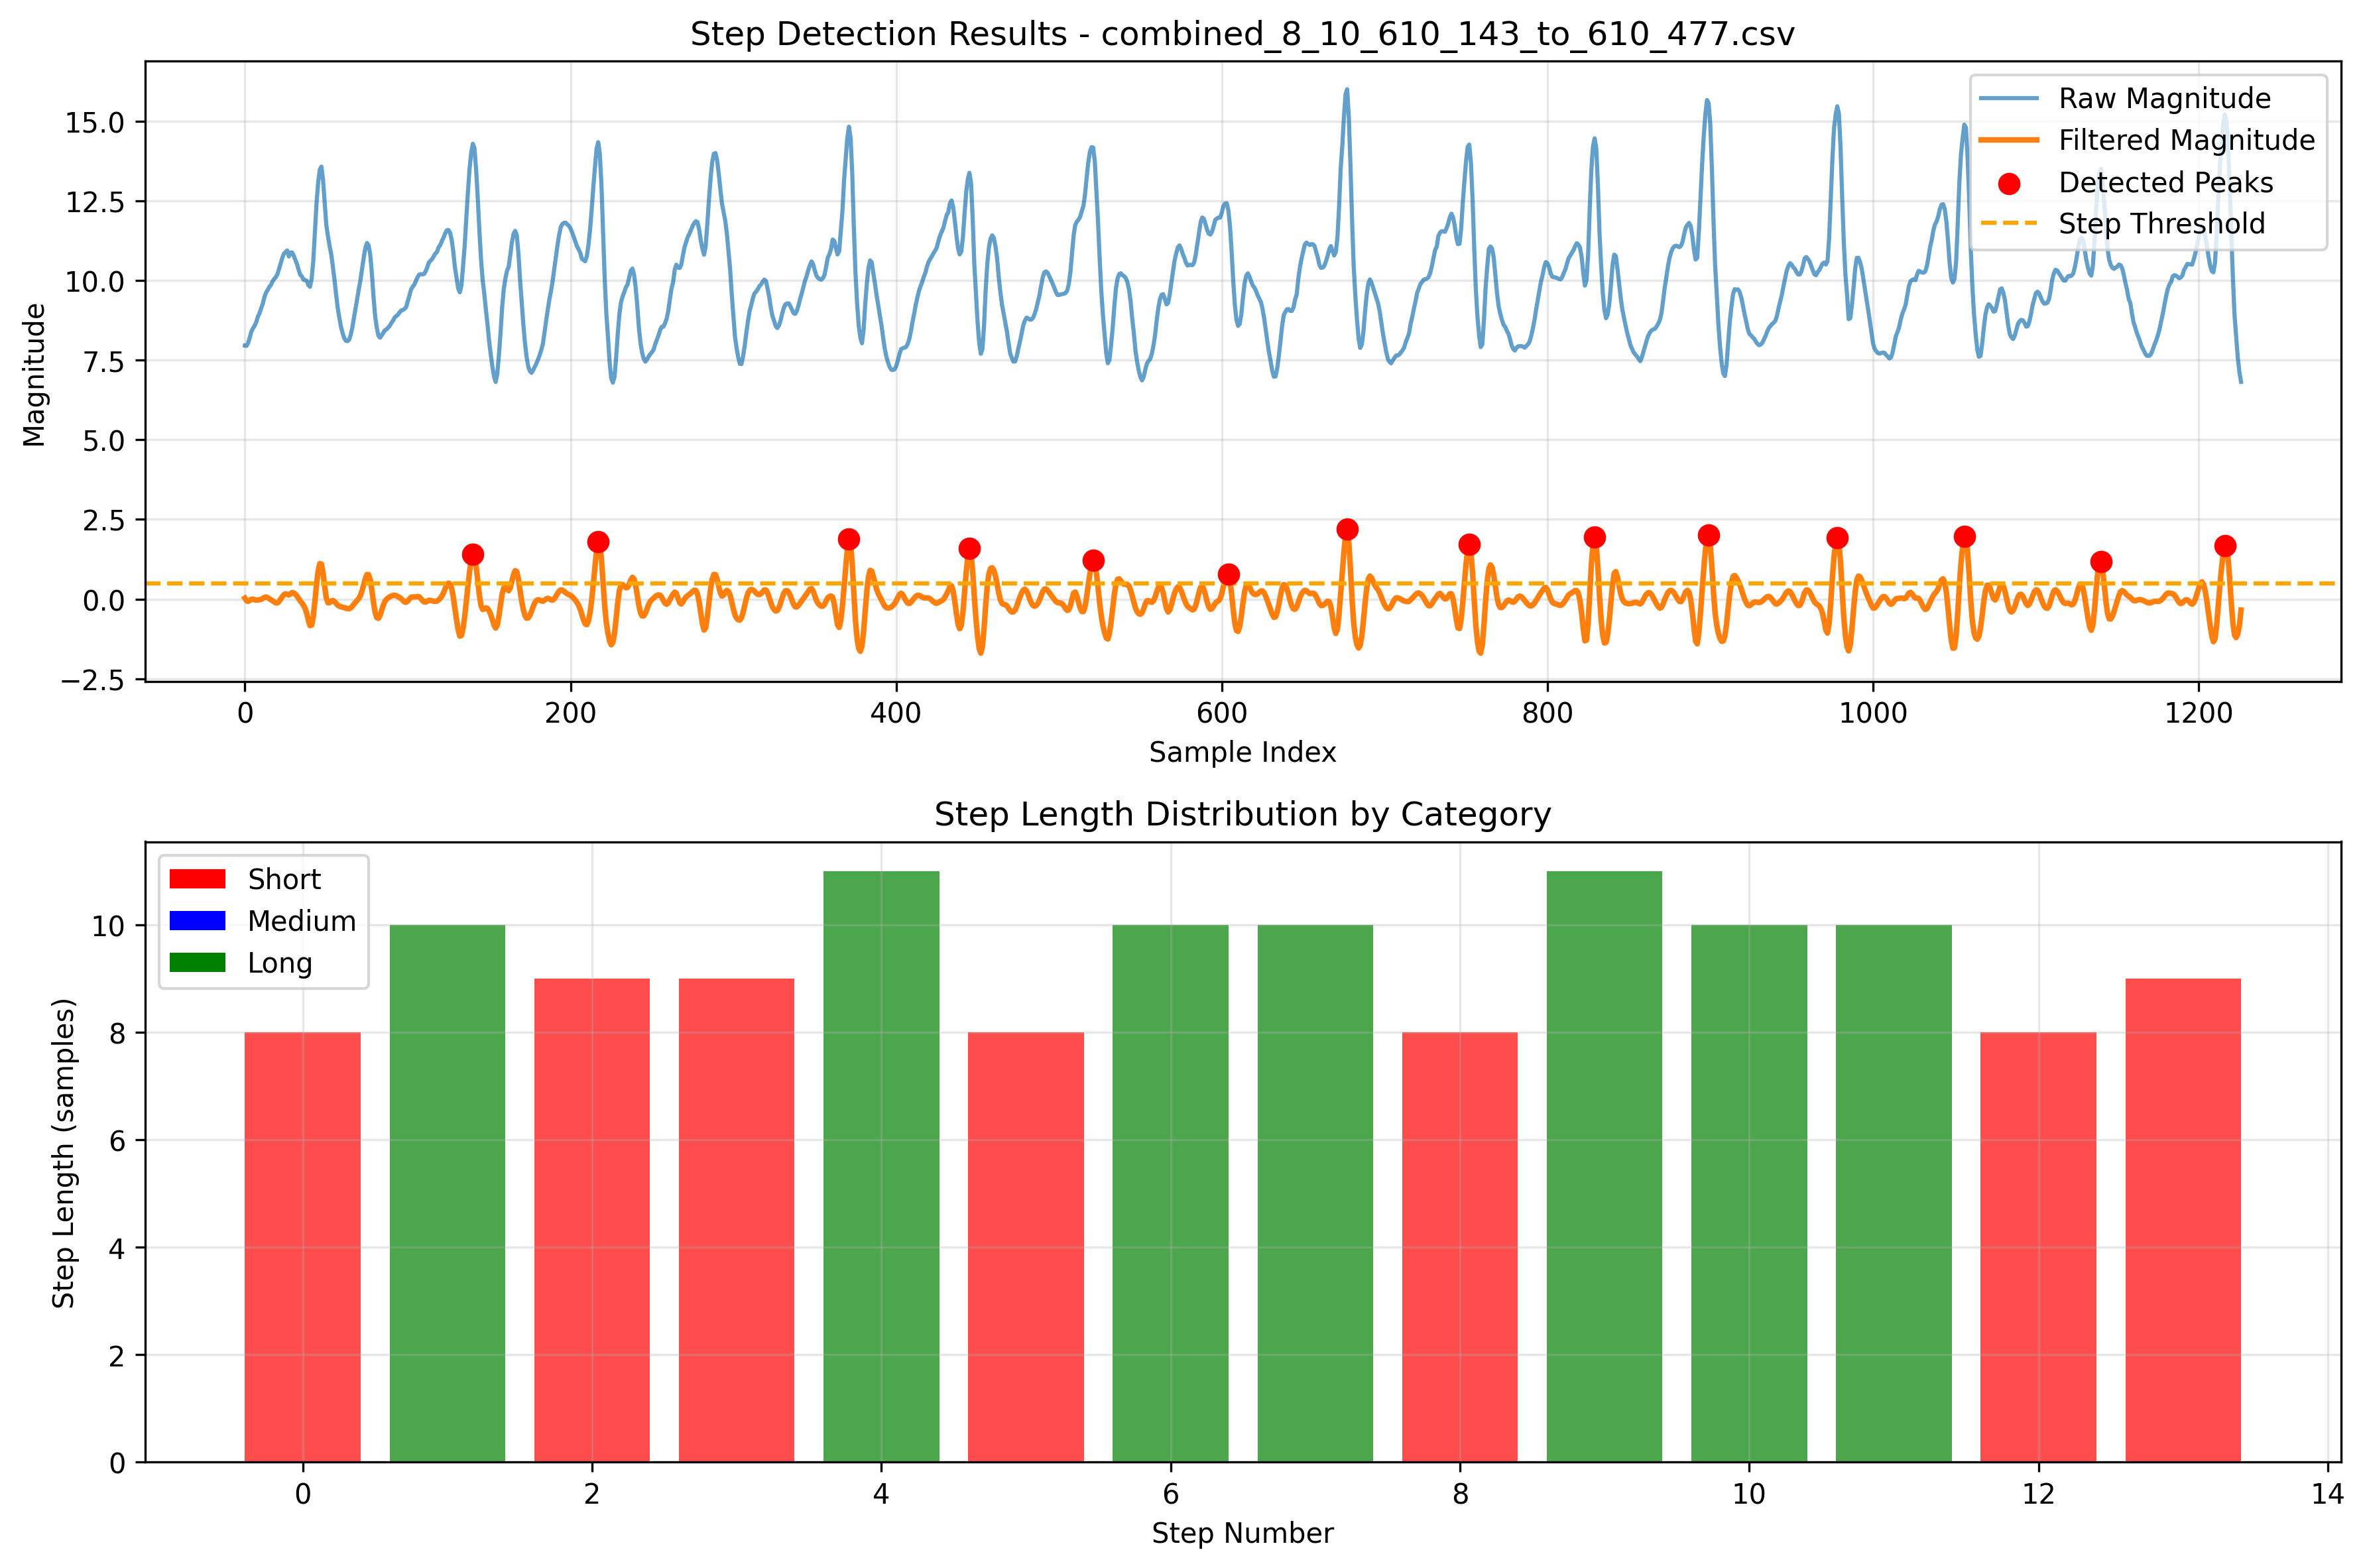 Step Detection Results - combined_8_10_610_143_to_610_477.csv
Raw Magnitude
Filtered Magnitude
Detected Peaks
Step Threshold
Magnitude
15.0
12.5
10.0
7.5
5.0
2.5
0.0
−2.5
0 200 400 600 800 1000 1200
Sample Index
Step Length Distribution by Category
Short
Medium
Long
Step Length (samples)
10
8
6
4
2
0
0 2 4 6 8 10 12 14
Step Number